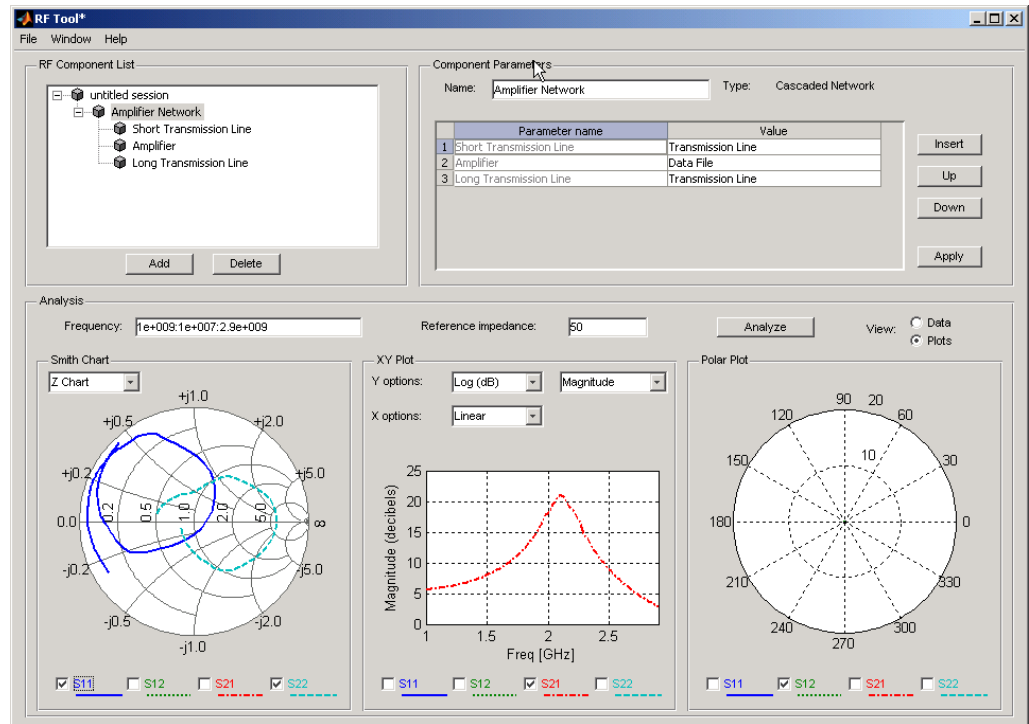 RF Tool*
File Window Help
RF Component List
untitled session
Amplifier Network
Short Transmission Line
Amplifier
Long Transmission Line
Add Delete
Component Parameters
Name: Amplifier Network Type: Cascaded Network
Parameter name Value
1 Short Transmission Line Transmission Line
2 Amplifier Data File
3 Long Transmission Line Transmission Line
Insert
Up
Down
Apply
Analysis
Frequency: 1e+009:1e+007:2.9e+009 Reference impedance: 50 Analyze View: Data
Plots
Smith Chart
Z Chart
+j1.0
+j0.5 +j2.0
+j0.2 +j5.0
0.0 0.2 0.5 1.0 2.0 5.0 ∞
-j0.2 -j5.0
-j0.5 -j2.0
-j1.0
S11 S12 S21 S22
XY Plot
Y options: Log (dB) Magnitude
X options: Linear
25
20
15
10
5
0
Magnitude (decibels)
1 1.5 2 2.5
Freq [GHz]
S11 S12 S21 S22
Polar Plot
90 20
120 60
150 10 30
180 0
210 330
240 300
270
S11 S12 S21 S22